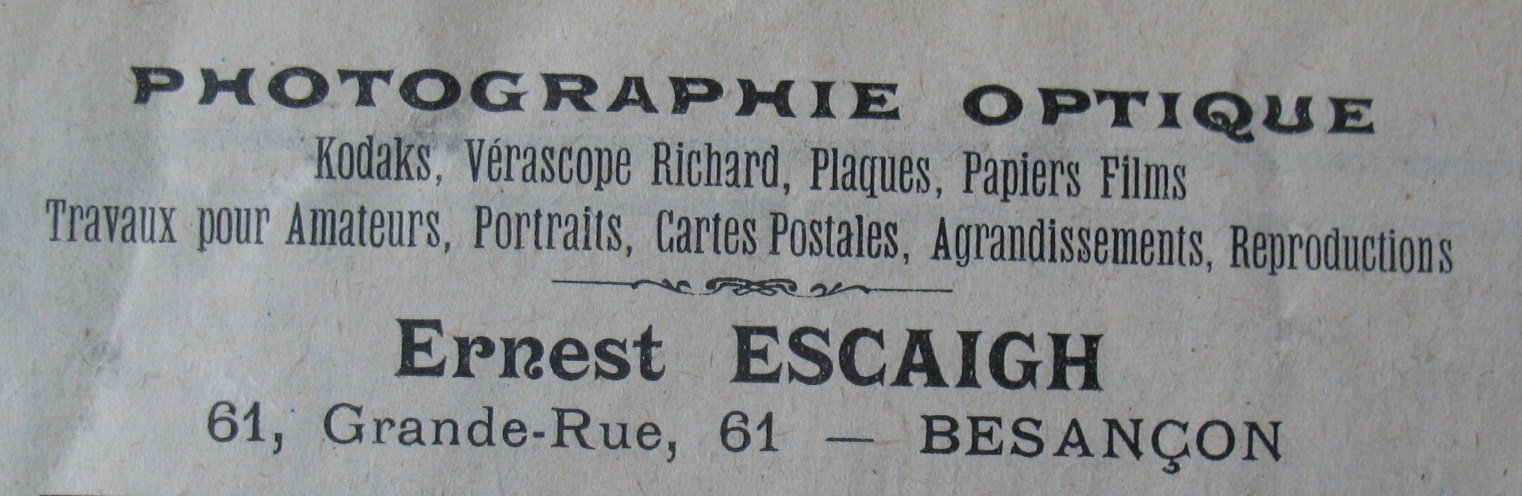 PHOTOGRAPHIE OPTIQUE
Kodaks, Vérascope Richard, Plaques, Papiers Films
Travaux pour Amateurs, Portraits, Cartes Postales, Agrandissements, Reproductions
Ernest ESCAIGH
61, Grande-Rue, 61 — BESANÇON